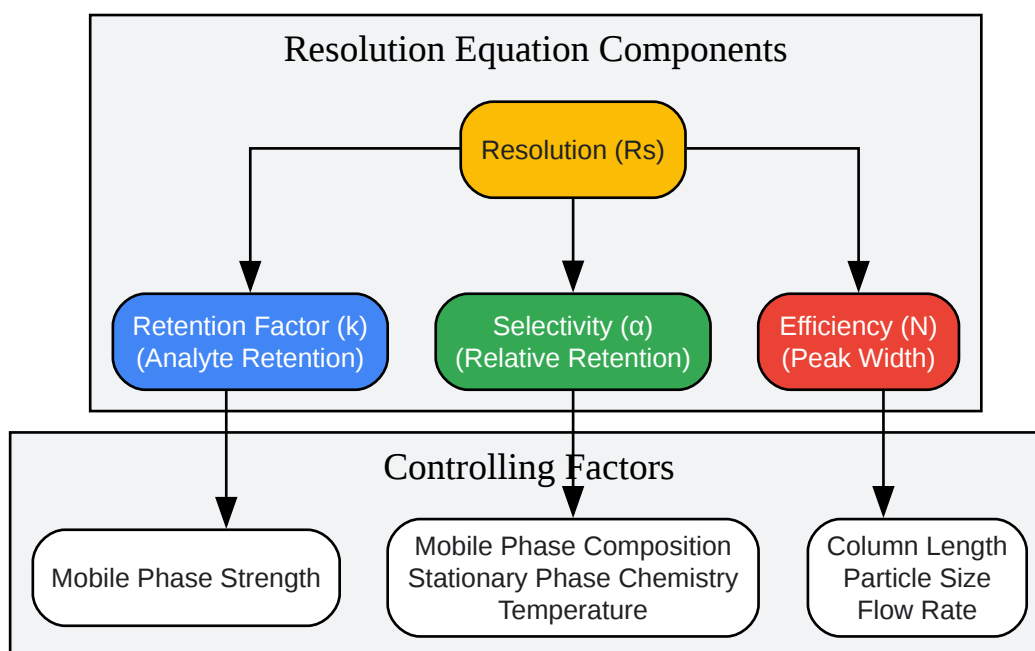 Resolution Equation Components
Resolution (Rs)
Retention Factor (k)
(Analyte Retention)
Selectivity (α)
(Relative Retention)
Efficiency (N)
(Peak Width)
Controlling Factors
Mobile Phase Strength
Mobile Phase Composition
Stationary Phase Chemistry
Temperature
Column Length
Particle Size
Flow Rate